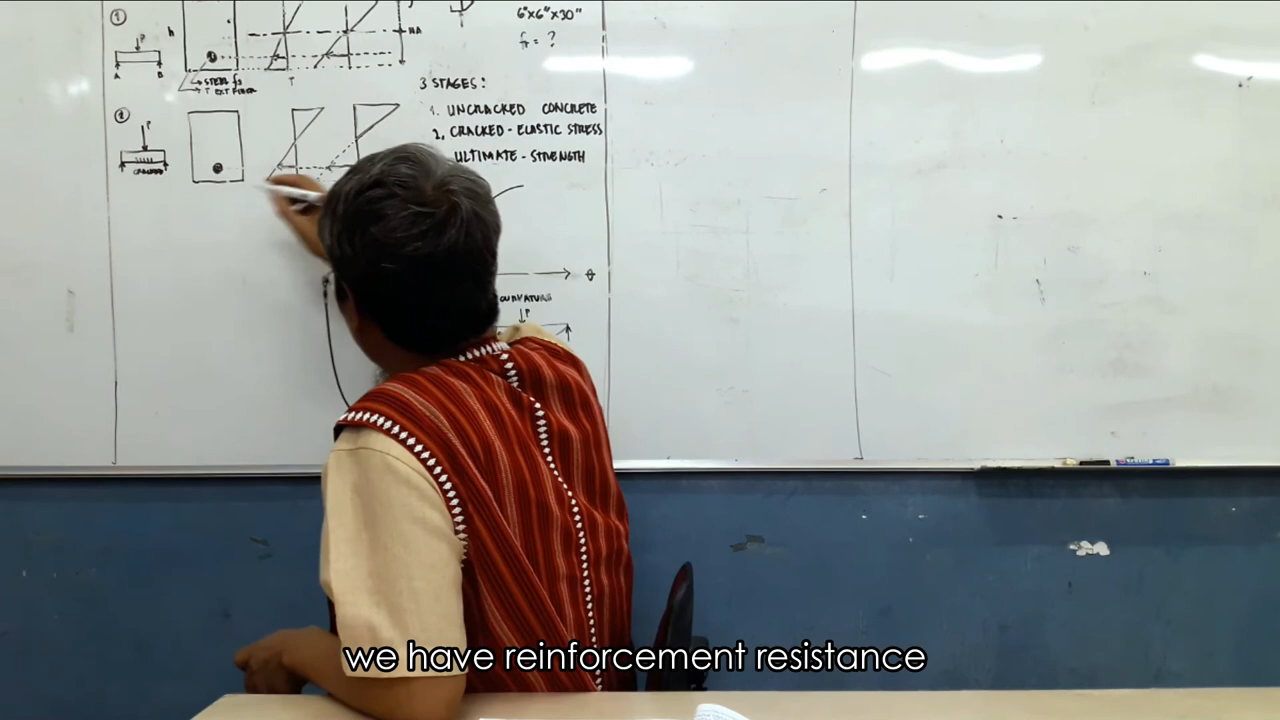 1
P
h
A B
STEEL fs
T EXT FIBER
T
NA
6"x6"x30"
fr = ?
3 STAGES:
1. UNCRACKED CONCRETE
2. CRACKED - ELASTIC STRESS
ULTIMATE - STRENGTH
2
P
CRACKED
θ
P
we have reinforcement resistance